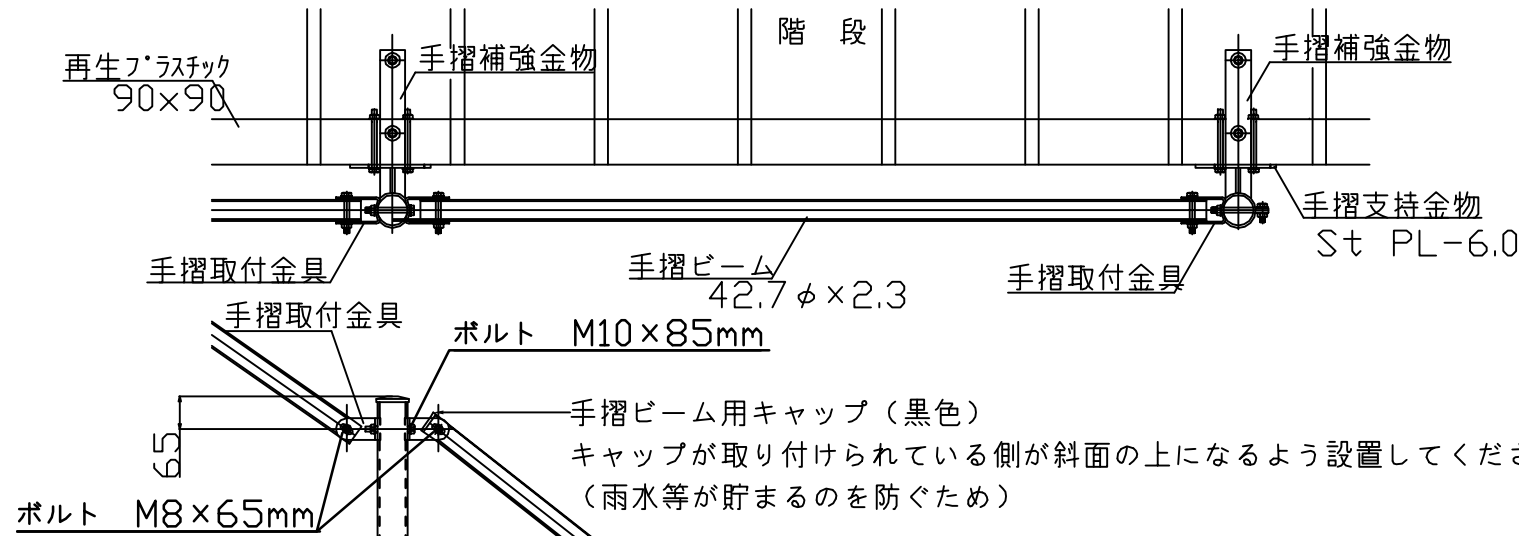 階　段
再生プラスチック
90×90
手摺補強金物
手摺補強金物
手摺支持金物
St PL-6.0
手摺取付金具
手摺ビーム
42.7φ×2.3
手摺取付金具
手摺取付金具
ボルト　M10×85mm
65
手摺ビーム用キャップ（黒色）
キャップが取り付けられている側が斜面の上になるよう設置してくださ
（雨水等が貯まるのを防ぐため）
ボルト　M8×65mm